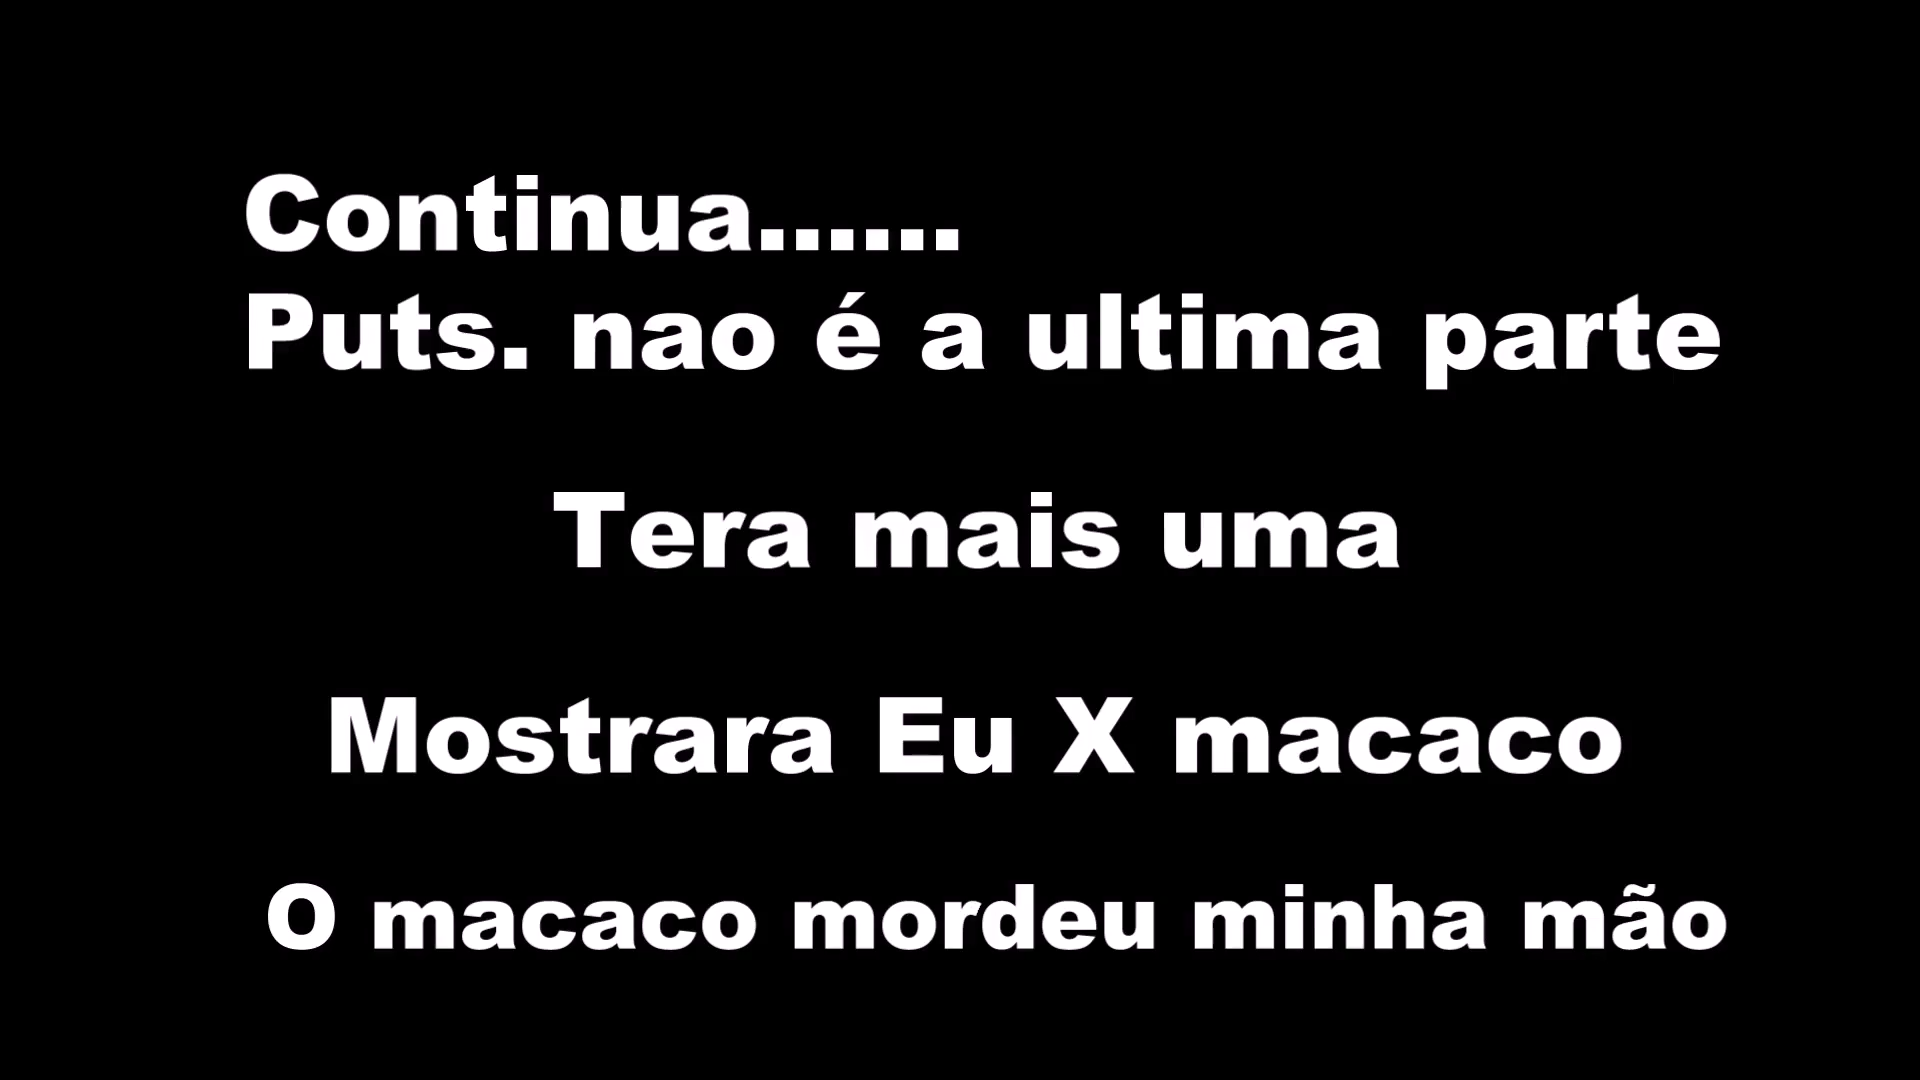 Continua......
Puts. nao é a ultima parte
Tera mais uma
Mostrara Eu X macaco
O macaco mordeu minha mão